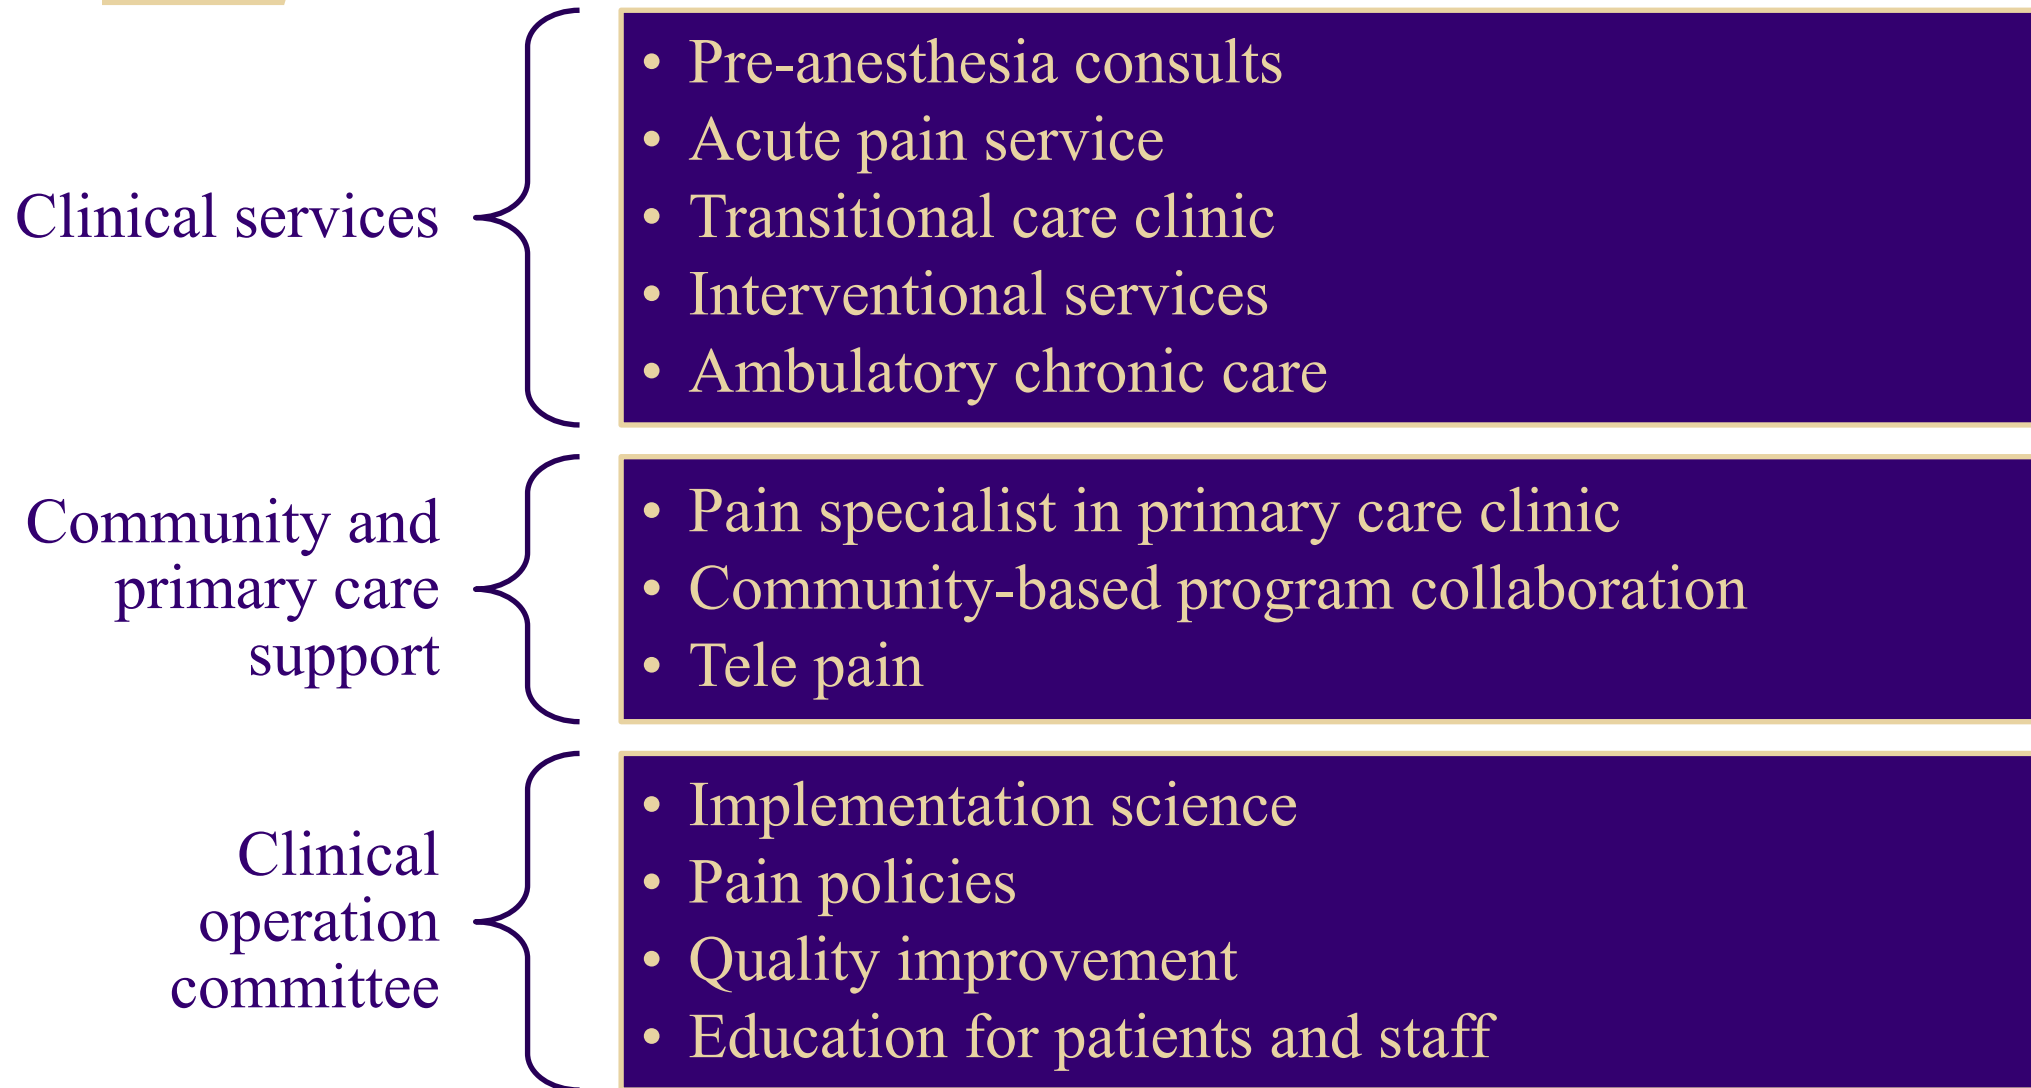 Clinical services
• Pre-anesthesia consults
• Acute pain service
• Transitional care clinic
• Interventional services
• Ambulatory chronic care
Community and
primary care
support
• Pain specialist in primary care clinic
• Community-based program collaboration
• Tele pain
Clinical
operation
committee
• Implementation science
• Pain policies
• Quality improvement
• Education for patients and staff